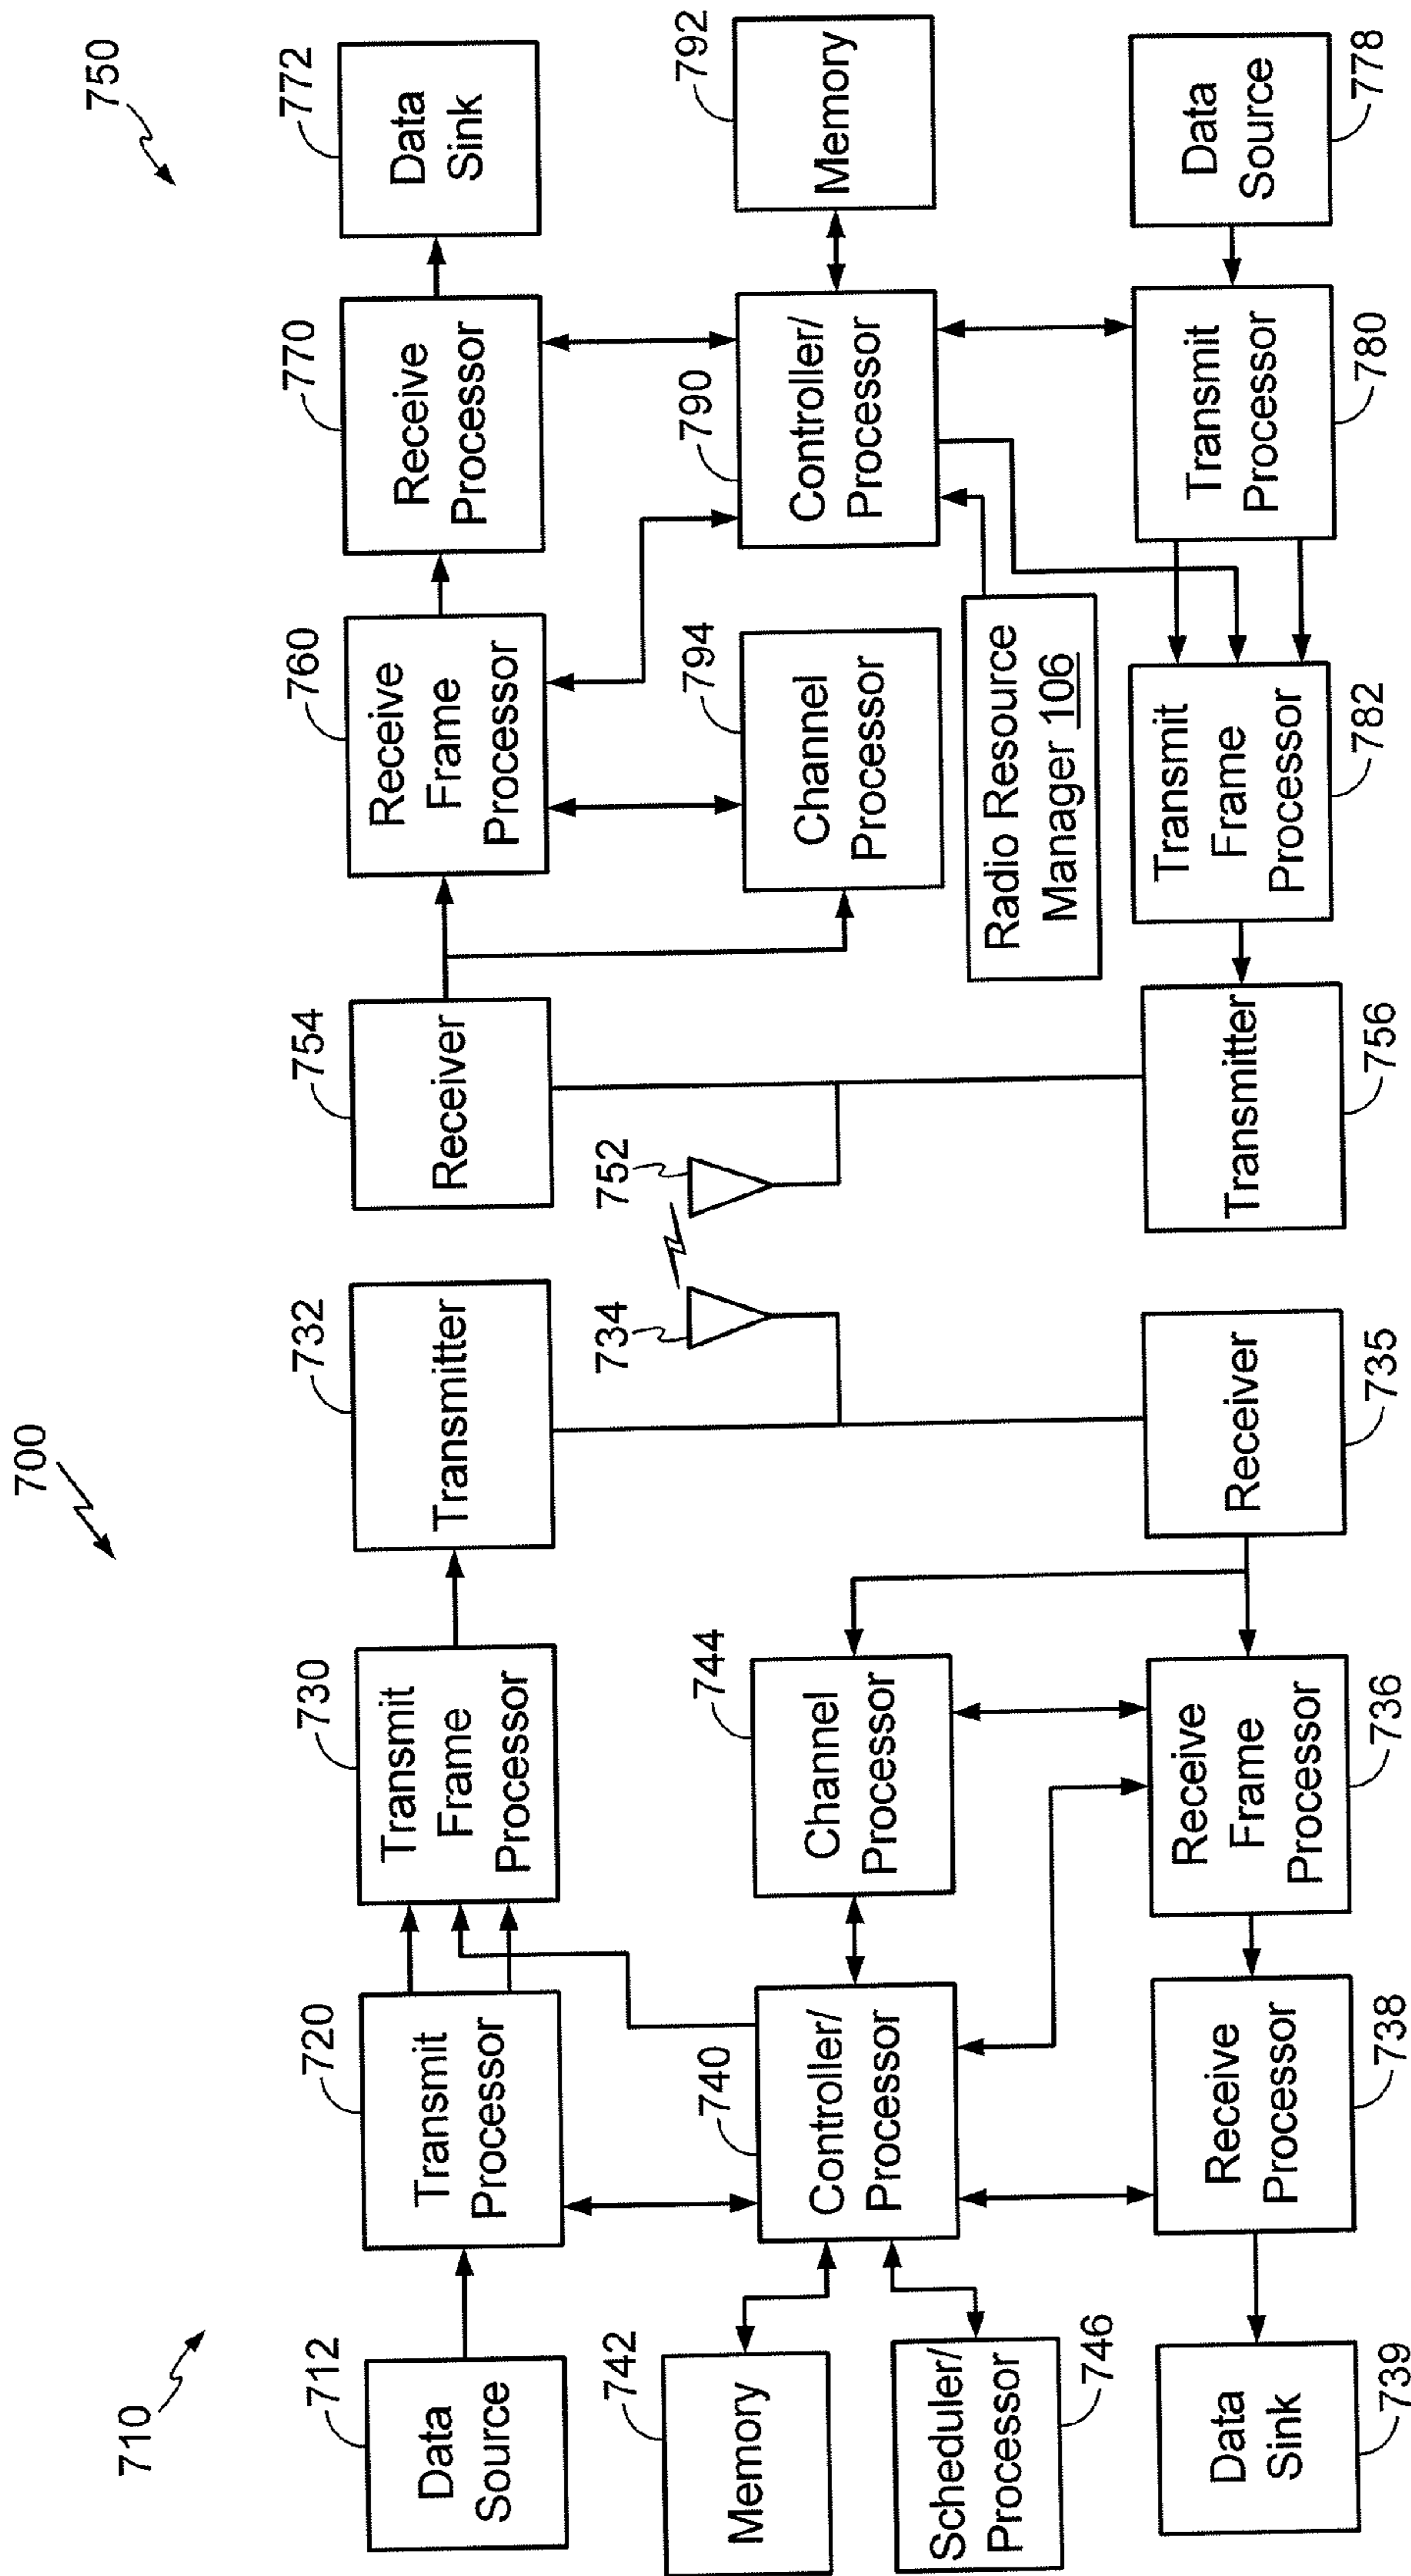 700
710
750
712
Data
Source
720
Transmit
Processor
730
Transmit
Frame
Processor
732
Transmitter
754
Receiver
760
Receive
Frame
Processor
770
Receive
Processor
772
Data
Sink
742
Memory
740
Controller/
Processor
744
Channel
Processor
734
752
794
Channel
Processor
790
Controller/
Processor
792
Memory
Scheduler/
Processor
746
Radio Resource
Manager 106
Data
Sink
739
Receive
Processor
738
Receive
Frame
Processor
736
Receiver
735
Transmitter
756
Transmit
Frame
Processor
782
Transmit
Processor
780
Data
Source
778